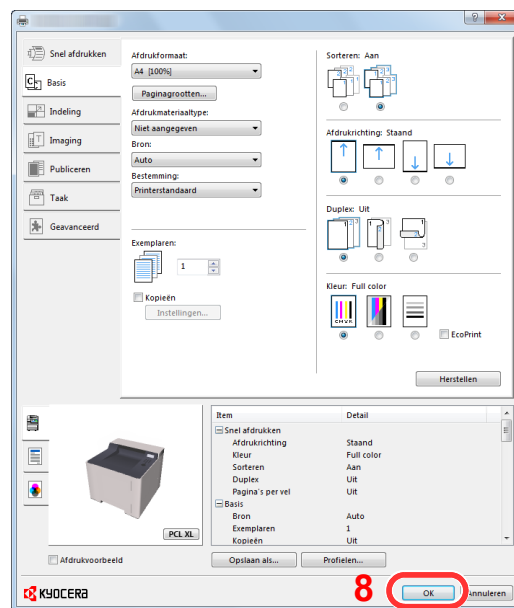 Snel afdrukken
Basis
Indeling
Imaging
Publiceren
Taak
Geavanceerd
Afdrukformaat:
A4 [100%]
Paginagrootten...
Afdrukmateriaaltype:
Niet aangegeven
Bron:
Auto
Bestemming:
Printerstandaard
Exemplaren:
1
Kopieën
Instellingen...
Sorteren: Aan
Afdrukrichting: Staand
Duplex: Uit
Kleur: Full color
CMYK
EcoPrint
Herstellen
Item Detail
Snel afdrukken
Afdrukrichting Staand
Kleur Full color
Sorteren Aan
Duplex Uit
Pagina's per vel Uit
Basis
Bron Auto
Exemplaren 1
Kopieën Uit
PCL XL
Afdrukvoorbeeld
Opslaan als... Profielen...
KYOCERA
8 OK Annuleren